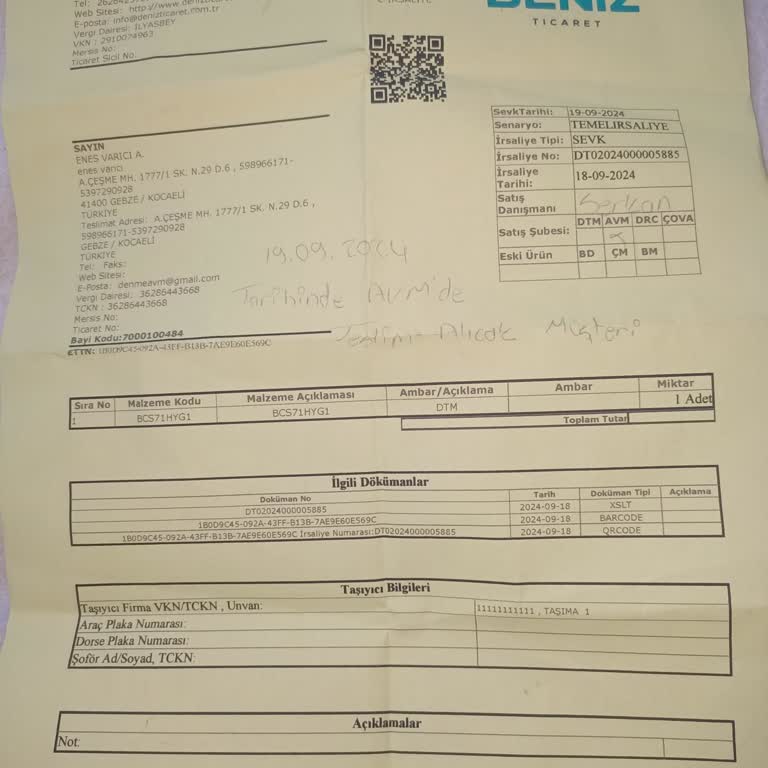 Web Sitesi: http://www.denizticaret.com.tr
E-posta: info@denizticaret.com.tr
Vergi Dairesi: İLYASBEY
VKN : 2910074963
Mersis No:
Ticaret Sicil No:
DENİZ
TICARET
SAYIN
ENES VARICI A.
enes varıcı
A.ÇEŞME MH. 1777/1 SK. N.29 D.6 , 598966171-
5397290928
41400 GEBZE / KOCAELİ
TÜRKİYE
Teslimat Adresi: A.ÇEŞME MH. 1777/1 SK. N.29 D.6 ,
598966171-5397290928
GEBZE / KOCAELİ
TÜRKİYE
Tel: Faks:
Web Sitesi:
E-Posta: denmeavm@gmail.com
Vergi Dairesi: 36286443668
TCKN : 36286443668
Mersis No:
Ticaret No:
Bayi Kodu:7000100484
ETTN: 1B0D9C45-092A-43FF-B13B-7AE9E60E569C
SevkTarihi: 19-09-2024
Senaryo: TEMELIRSALIYE
İrsaliye Tipi: SEVK
İrsaliye No: DT02024000005885
İrsaliye Tarihi: 18-09-2024
Satış Danışmanı Serkan
Satış Şubesi: DTM AVM DRC ÇOVA
Eski Ürün BD ÇM BM
19.09.2024
Tarihinde AVM'de
Teslim Alıcak Müşteri
Sıra No Malzeme Kodu Malzeme Açıklaması Ambar/Açıklama Ambar Miktar
1 BCS71HYG1 BCS71HYG1 DTM 1 Adet
Toplam Tutar
İlgili Dökümanlar
Doküman No Tarih Doküman Tipi Açıklama
DT02024000005885 2024-09-18 XSLT
1B0D9C45-092A-43FF-B13B-7AE9E60E569C 2024-09-18 BARCODE
1B0D9C45-092A-43FF-B13B-7AE9E60E569C İrsaliye Numarası:DT02024000005885 2024-09-18 QRCODE
Taşıyıcı Bilgileri
Taşıyıcı Firma VKN/TCKN , Unvan: 11111111111 , TAŞIMA 1
Araç Plaka Numarası:
Dorse Plaka Numarası:
Şoför Ad/Soyad, TCKN:
Açıklamalar
Not: